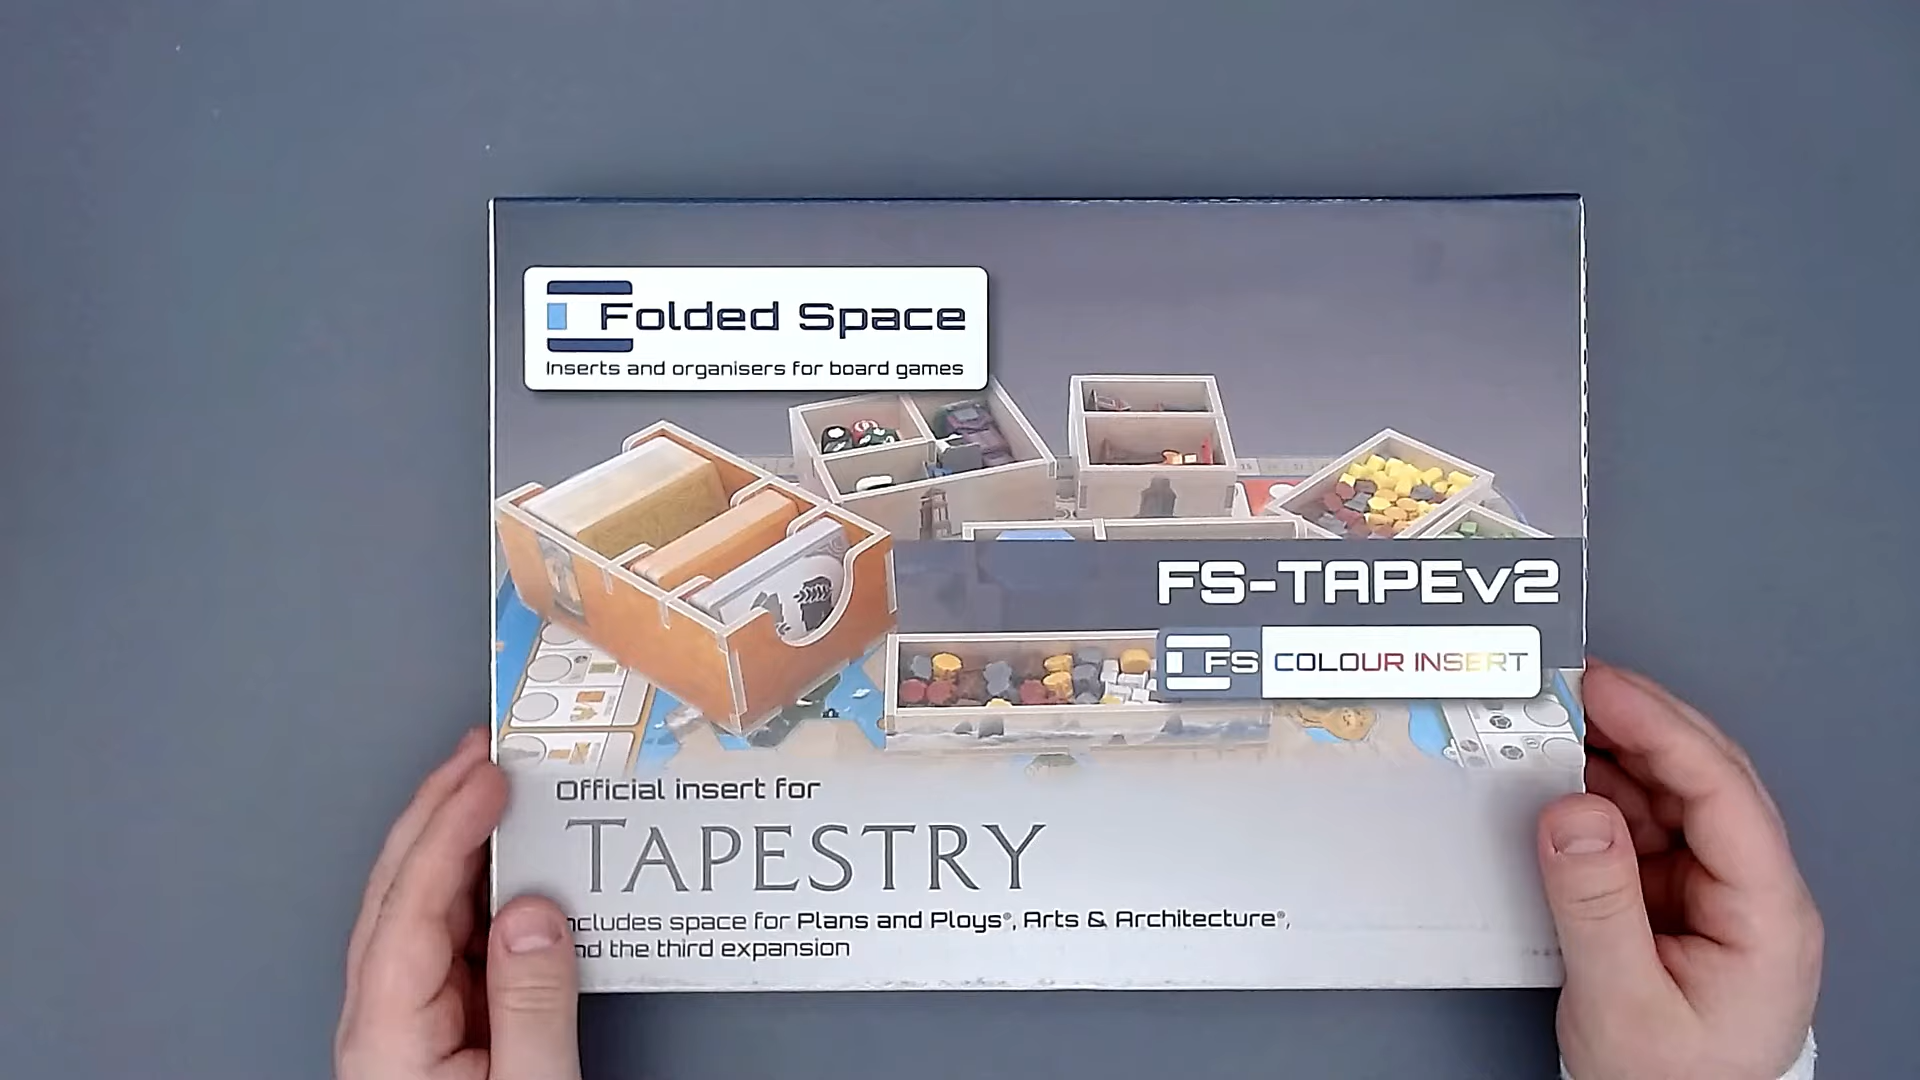 Folded Space
Inserts and organisers for board games
FS-TAPEv2
FS COLOUR INSERT
Official insert for
TAPESTRY
ncludes space for Plans and Ploys®, Arts & Architecture®,
nd the third expansion